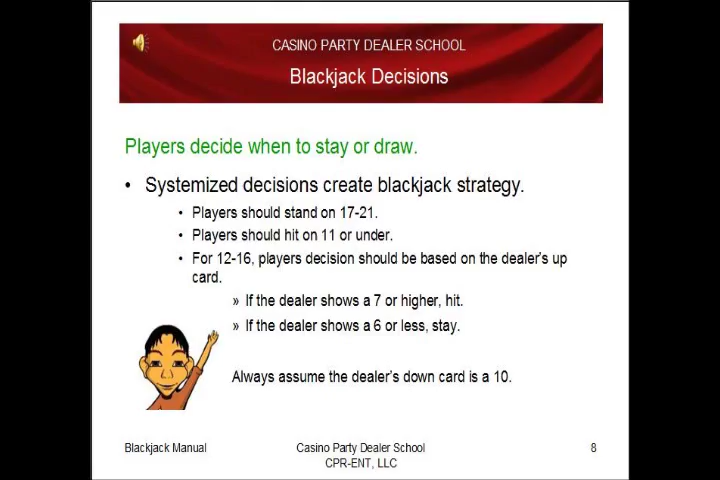 CASINO PARTY DEALER SCHOOL
Blackjack Decisions
Players decide when to stay or draw.
• Systemized decisions create blackjack strategy.
• Players should stand on 17-21.
• Players should hit on 11 or under.
• For 12-16, players decision should be based on the dealer's up
card.
» If the dealer shows a 7 or higher, hit.
» If the dealer shows a 6 or less, stay.
Always assume the dealer's down card is a 10.
Blackjack Manual
Casino Party Dealer School
CPR-ENT, LLC
8